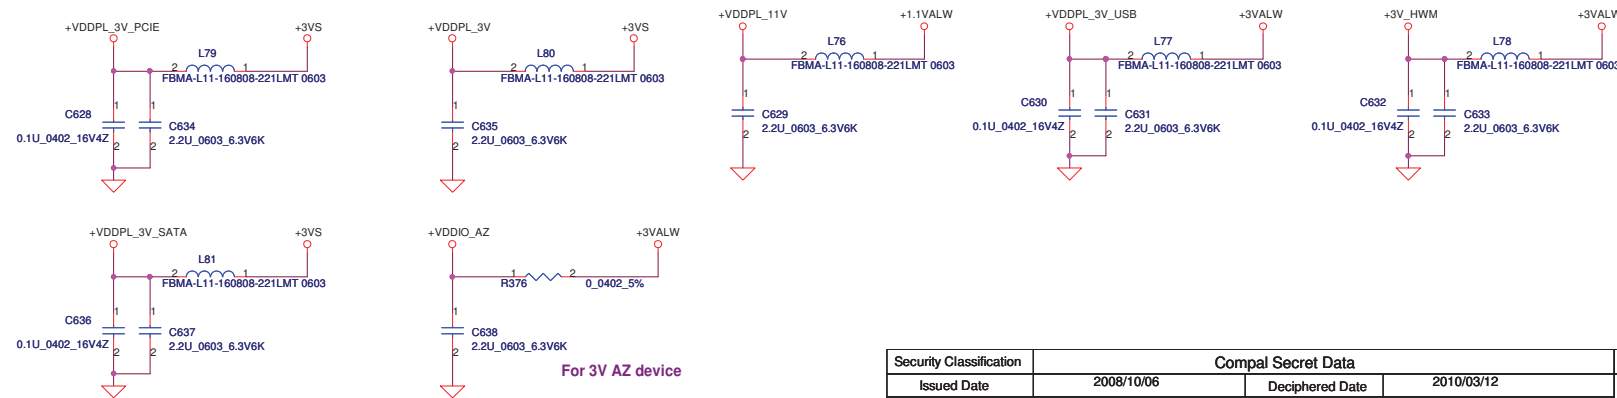 +VDDPL_3V_PCIE
+3VS
L79
2 1
FBMA-L11-160808-221LMT 0603
1 1
C628
0.1U_0402_16V4Z
C634
2.2U_0603_6.3V6K
2 2
+VDDPL_3V
+3VS
L80
2 1
FBMA-L11-160808-221LMT 0603
1
C635
2.2U_0603_6.3V6K
2
+VDDPL_11V
+1.1VALW
L76
2 1
FBMA-L11-160808-221LMT 0603
1
C629
2.2U_0603_6.3V6K
2
+VDDPL_3V_USB
+3VALW
L77
2 1
FBMA-L11-160808-221LMT 0603
1 1
C630
0.1U_0402_16V4Z
C631
2.2U_0603_6.3V6K
2 2
+3V_HWM
+3VALW
L78
2 1
FBMA-L11-160808-221LMT 0603
1 1
C632
0.1U_0402_16V4Z
C633
2.2U_0603_6.3V6K
2 2
+VDDPL_3V_SATA
+3VS
L81
2 1
FBMA-L11-160808-221LMT 0603
1 1
C636
0.1U_0402_16V4Z
C637
2.2U_0603_6.3V6K
2 2
+VDDIO_AZ
+3VALW
1 2
R376
0_0402_5%
1
C638
2.2U_0603_6.3V6K
2
For 3V AZ device
Security Classification
Compal Secret Data
Issued Date
2008/10/06
Deciphered Date
2010/03/12